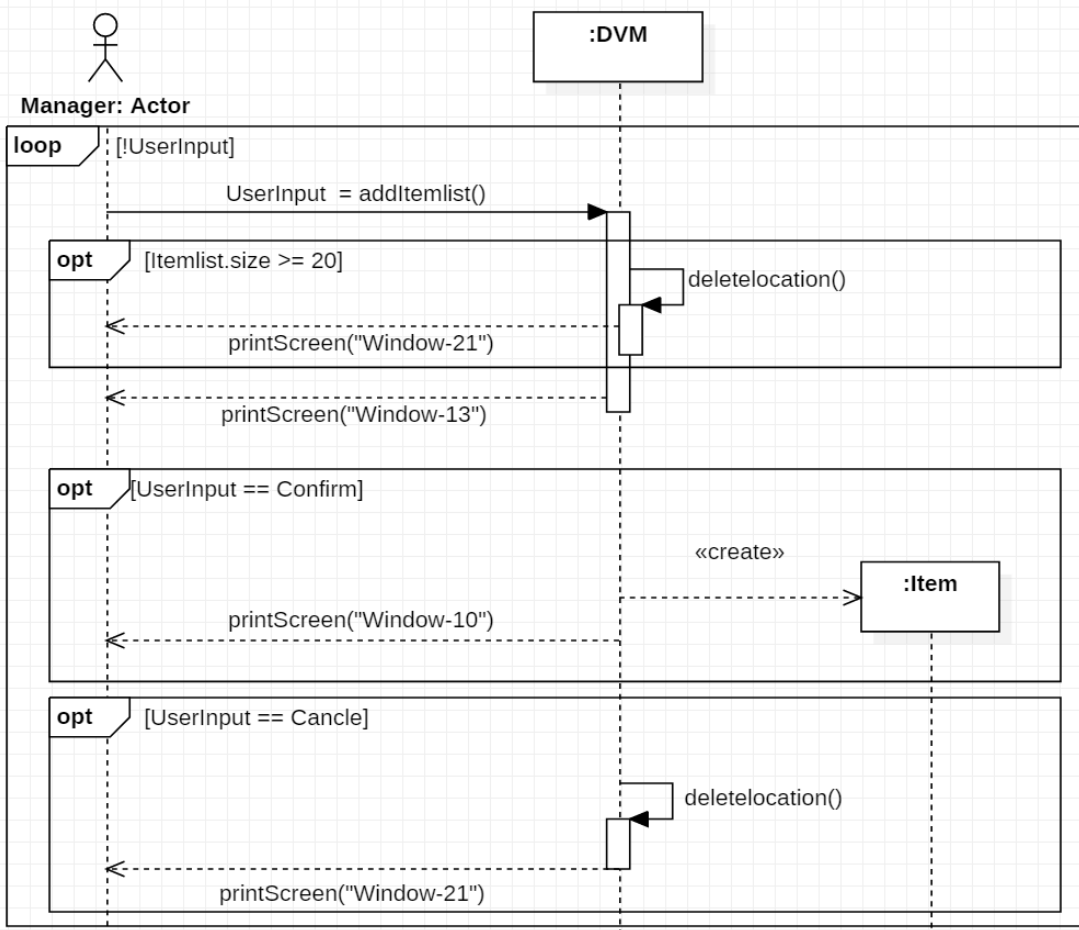 :DVM
Manager: Actor
loop
[!UserInput]
UserInput  = addItemlist()
opt
[Itemlist.size >= 20]
deletelocation()
printScreen("Window-21")
printScreen("Window-13")
opt
[UserInput == Confirm]
«create»
:Item
printScreen("Window-10")
opt
[UserInput == Cancle]
deletelocation()
printScreen("Window-21")